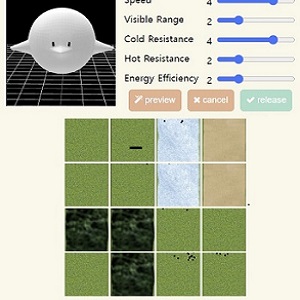 Speed 4
Visible Range 2
Cold Resistance 4
Hot Resistance 2
Energy Efficiency 2
preview cancel release